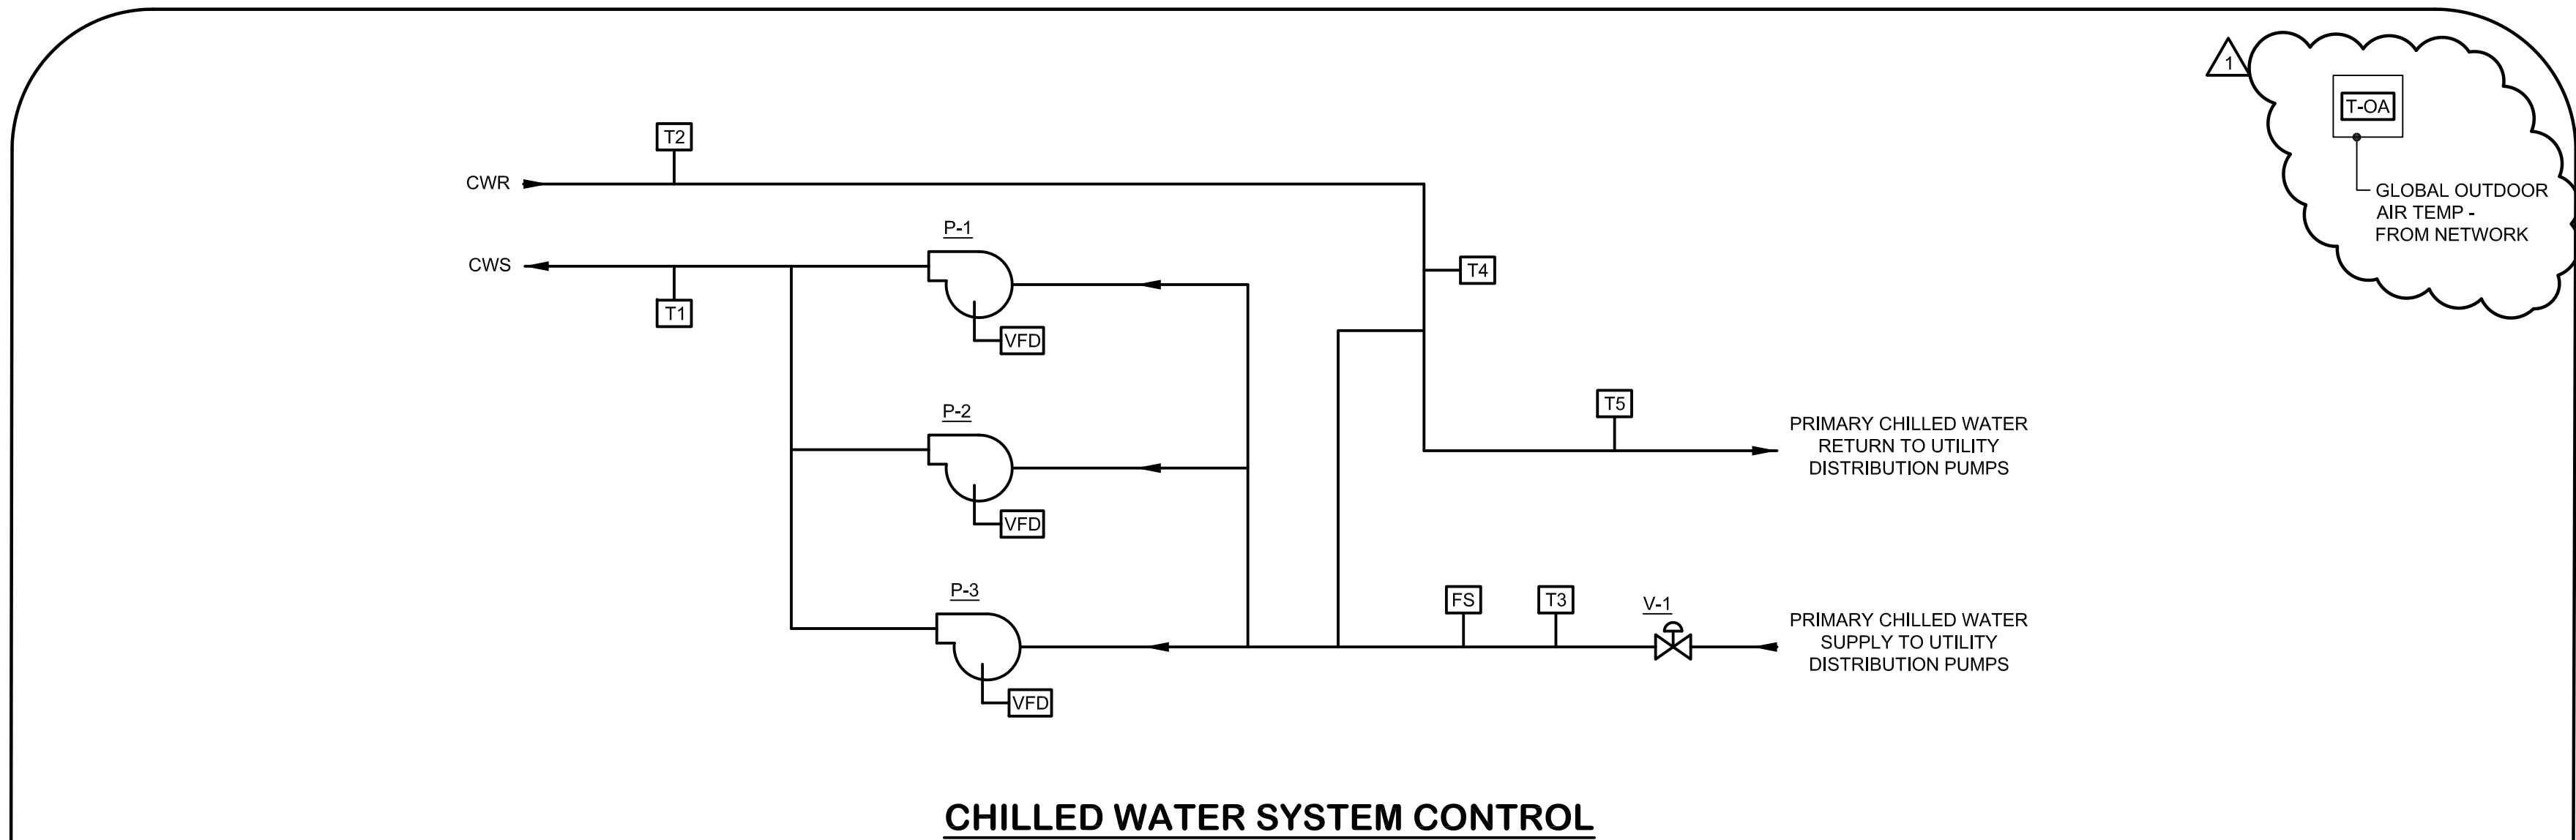 1
T-OA
GLOBAL OUTDOOR
AIR TEMP -
FROM NETWORK
T2
CWR
P-1
CWS
T4
T1
VFD
P-2
T5
PRIMARY CHILLED WATER
RETURN TO UTILITY
DISTRIBUTION PUMPS
VFD
P-3
FS
T3
V-1
PRIMARY CHILLED WATER
SUPPLY TO UTILITY
DISTRIBUTION PUMPS
VFD
CHILLED WATER SYSTEM CONTROL